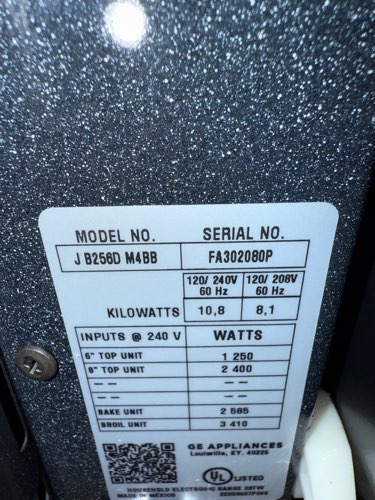 MODEL NO. SERIAL NO.
J B256D M4BB FA302080P
120/ 240V 120/ 208V
60 Hz 60 Hz
KILOWATTS 10,8 8,1
INPUTS @ 240 V WATTS
6" TOP UNIT 1 250
8" TOP UNIT 2 400
-- -- --
-- -- --
BAKE UNIT 2 585
BROIL UNIT 3 410
GE APPLIANCES
Louisville, KY. 40225
UL LISTED
HOUSEHOLD ELECTRIC RANGE 28TW
MADE IN MÉXICO